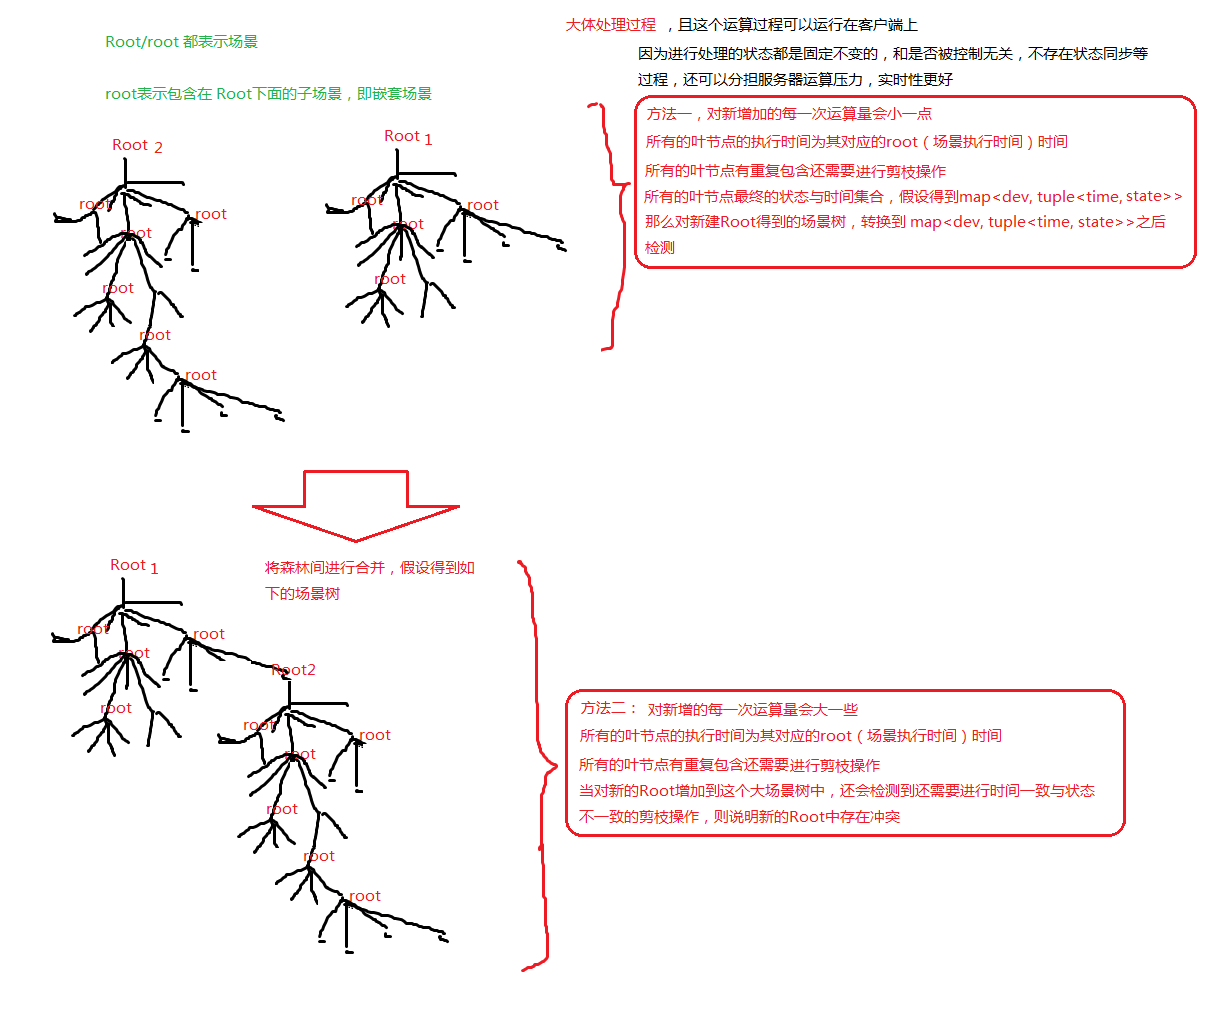 Root/root 都表示场景
root表示包含在 Root下面的子场景，即嵌套场景
大体处理过程 ，且这个运算过程可以运行在客户端上
因为进行处理的状态都是固定不变的，和是否被控制无关，不存在状态同步等
过程，还可以分担服务器运算压力，实时性更好
方法一，对新增加的每一次运算量会小一点
所有的叶节点的执行时间为其对应的root（场景执行时间）时间
所有的叶节点有重复包含还需要进行剪枝操作
所有的叶节点最终的状态与时间集合，假设得到map<dev, tuple<time, state>>
那么对新建Root得到的场景树，转换到 map<dev, tuple<time, state>>之后
检测
Root 2
root
root
root
root
root
root
Root 1
root
root
root
root
将森林间进行合并，假设得到如
下的场景树
Root 1
root
root
root
root
Root2
root
root
root
root
root
root
方法二： 对新增的每一次运算量会大一些
所有的叶节点的执行时间为其对应的root（场景执行时间）时间
所有的叶节点有重复包含还需要进行剪枝操作
当对新的Root增加到这个大场景树中，还会检测到还需要进行时间一致与状态
不一致的剪枝操作，则说明新的Root中存在冲突